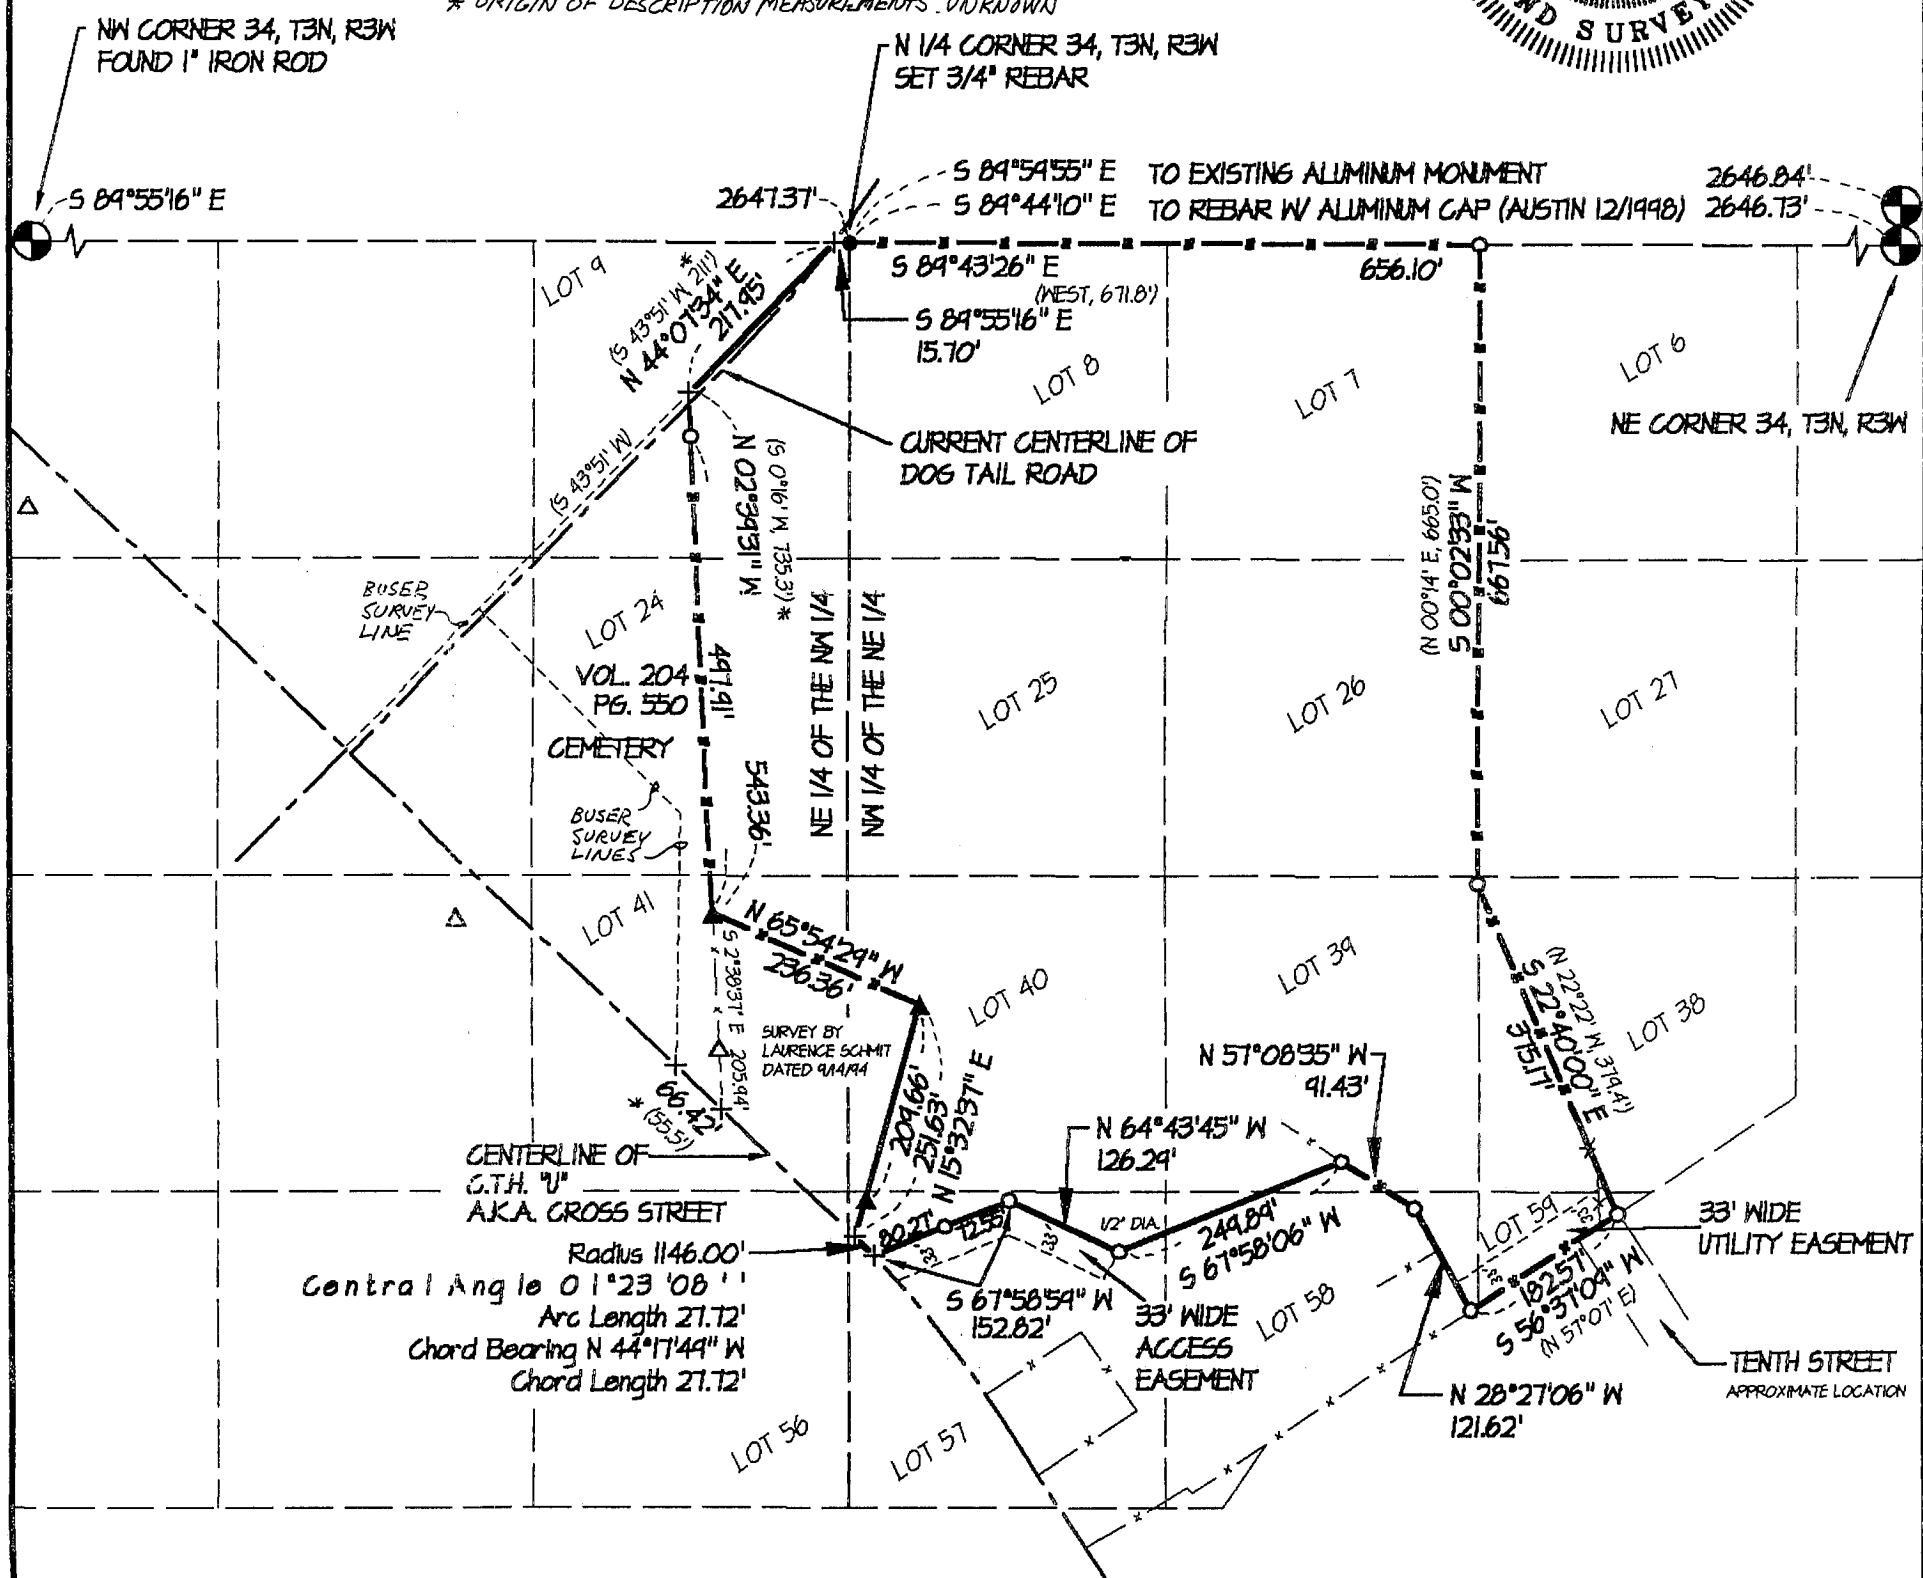 * ORIGIN OF DESCRIPTION MEASUREMENTS UNKNOWN
ND SURVEY
NW CORNER 34, T3N, R3W
FOUND 1" IRON ROD
N 1/4 CORNER 34, T3N, R3W
SET 3/4" REBAR
S 89°55'16" E
2647.37'
S 89°59'55" E TO EXISTING ALUMINUM MONUMENT 2646.84'
S 89°44'10" E TO REBAR W/ ALUMINUM CAP (AUSTIN 12/1998) 2646.73'
S 89°43'26" E
656.10'
(WEST, 671.8')
S 89°55'16" E
15.70'
LOT 9
(S 43°51' W 211') *
N 44°07'34" E
217.95'
LOT 8
LOT 7
LOT 6
NE CORNER 34, T3N, R3W
CURRENT CENTERLINE OF
DOG TAIL ROAD
(S 43°51' W)
N 02°39'31" W
(S 0°16' W, 735.3') *
(N 00°14' E, 665.0')
S 00°02'33" W
667.56'
BUSER
SURVEY
LINE
LOT 24
VOL. 204
PG. 550
CEMETERY
497.91'
543.36'
NE 1/4 OF THE NW 1/4
NW 1/4 OF THE NE 1/4
LOT 25
LOT 26
LOT 27
BUSER
SURVEY
LINES
LOT 41
N 65°54'29" W
236.36'
S 2°38'37" E 205.94'
SURVEY BY
LAURENCE SCHMIT
DATED 9/14/94
LOT 40
LOT 39
LOT 38
(N 22°22' W, 379.4')
S 22°40'00" E
375.17'
66.42'
* (55.5')
209.66'
251.63'
N 15°32'37" E
N 57°08'35" W
91.43'
N 64°43'45" W
126.29'
CENTERLINE OF
C.T.H. "U"
A.K.A. CROSS STREET
80.27'
72.55'
33'
33'
1/2" DIA.
249.89'
S 67°58'06" W
LOT 59
33'
33'
33' WIDE
UTILITY EASEMENT
Radius 1146.00'
Central Angle 01°23'08''
Arc Length 27.72'
Chord Bearing N 44°17'49" W
Chord Length 27.72'
S 67°58'59" W
152.82'
33' WIDE
ACCESS
EASEMENT
LOT 58
182.57'
S 56°37'09" W
(N 57°07' E)
TENTH STREET
APPROXIMATE LOCATION
N 28°27'06" W
121.62'
LOT 56
LOT 57